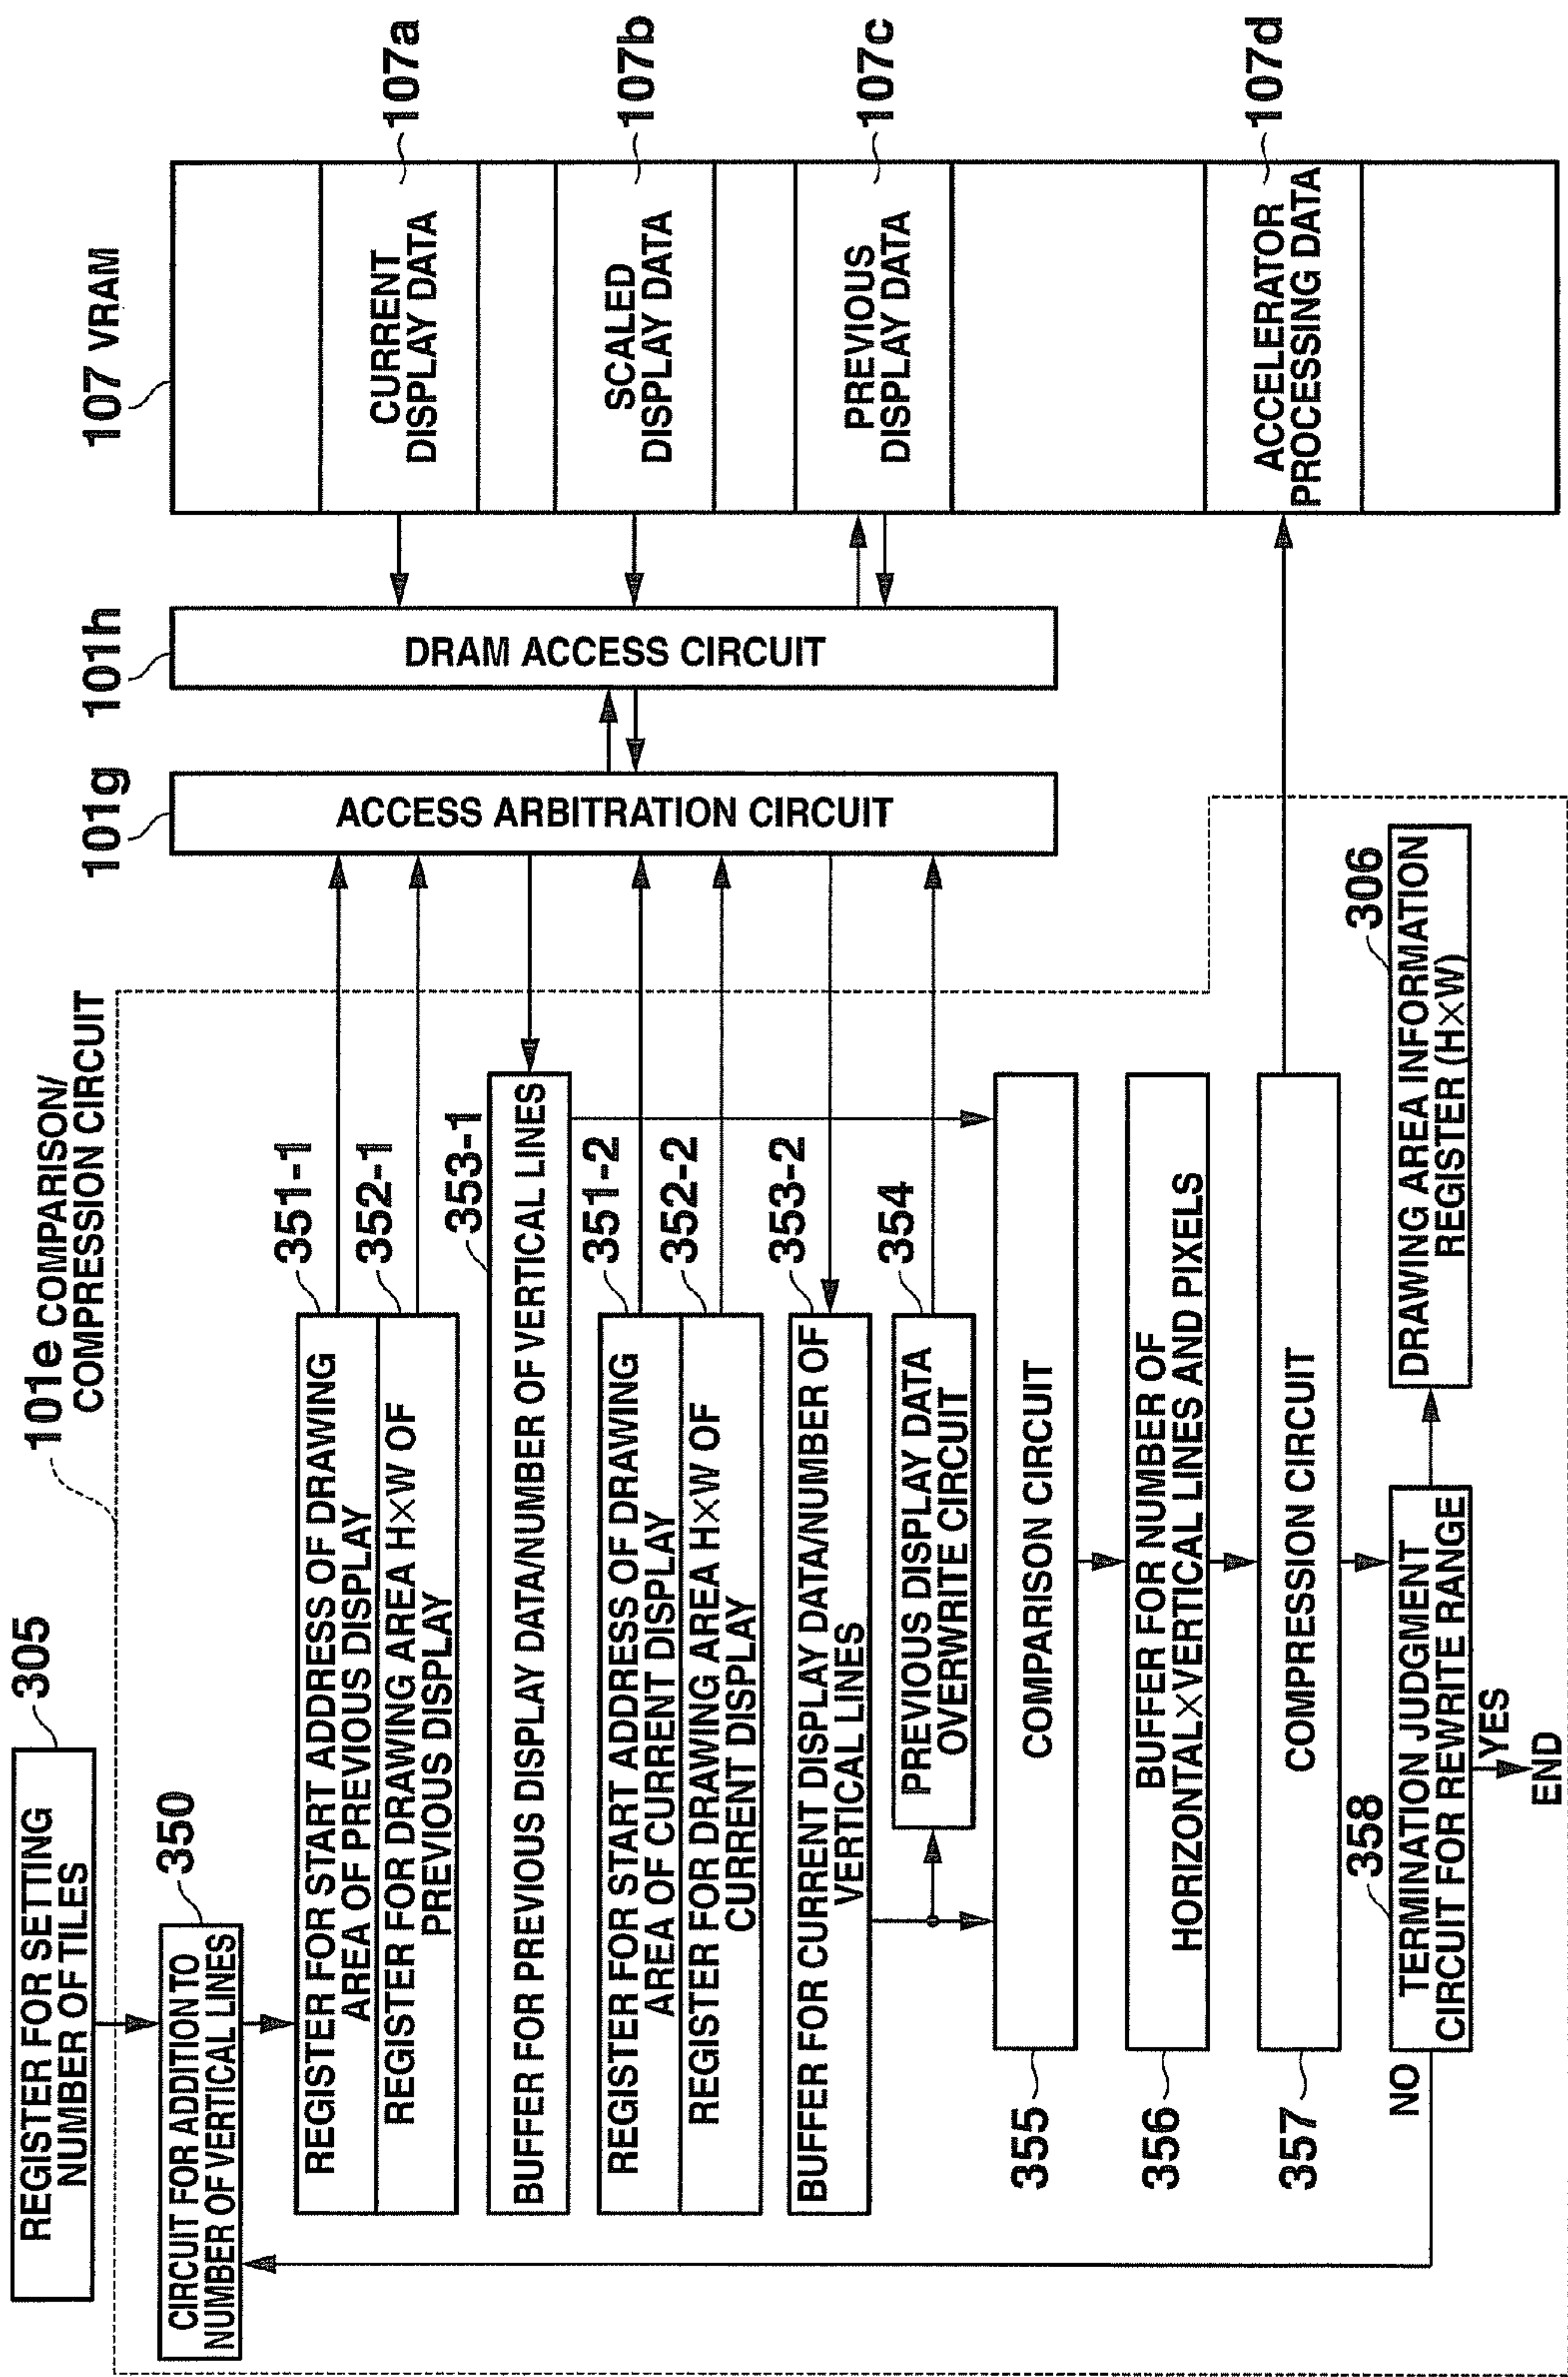 REGISTER FOR SETTING
NUMBER OF TILES
305
101e COMPARISON/
COMPRESSION CIRCUIT
CIRCUIT FOR ADDITION TO
NUMBER OF VERTICAL LINES
350
REGISTER FOR START ADDRESS OF DRAWING
AREA OF PREVIOUS DISPLAY
351-1
REGISTER FOR DRAWING AREA H×W OF
PREVIOUS DISPLAY
352-1
BUFFER FOR PREVIOUS DISPLAY DATA/NUMBER OF VERTICAL LINES
353-1
REGISTER FOR START ADDRESS OF DRAWING
AREA OF CURRENT DISPLAY
351-2
REGISTER FOR DRAWING AREA H×W OF
CURRENT DISPLAY
352-2
BUFFER FOR CURRENT DISPLAY DATA/NUMBER OF
VERTICAL LINES
353-2
PREVIOUS DISPLAY DATA
OVERWRITE CIRCUIT
354
355
COMPARISON CIRCUIT
356
BUFFER FOR NUMBER OF
HORIZONTAL×VERTICAL LINES AND PIXELS
357
COMPRESSION CIRCUIT
NO
358
TERMINATION JUDGMENT
CIRCUIT FOR REWRITE RANGE
YES
END
306
DRAWING AREA INFORMATION
REGISTER (H×W)
101g
ACCESS ARBITRATION CIRCUIT
101h
DRAM ACCESS CIRCUIT
107 VRAM
CURRENT
DISPLAY DATA
107a
SCALED
DISPLAY DATA
107b
PREVIOUS
DISPLAY DATA
107c
ACCELERATOR
PROCESSING DATA
107d